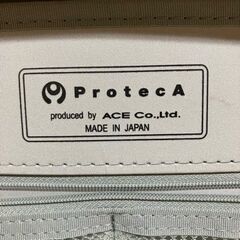 ProtecA
produced by ACE Co.,Ltd.
MADE IN JAPAN